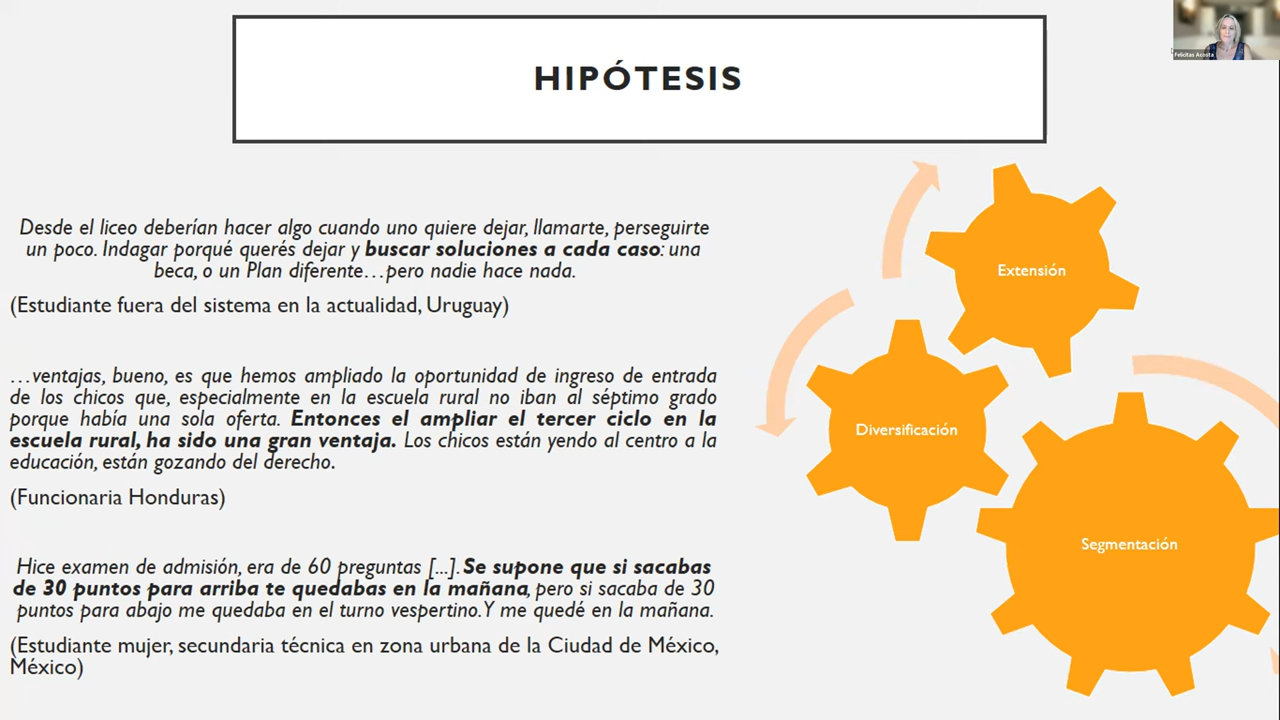 HIPÓTESIS
Felicitas Acosta
Desde el liceo deberían hacer algo cuando uno quiere dejar, llamarte, perseguirte
un poco. Indagar porqué querés dejar y buscar soluciones a cada caso: una
beca, o un Plan diferente…pero nadie hace nada.
(Estudiante fuera del sistema en la actualidad, Uruguay)
…ventajas, bueno, es que hemos ampliado la oportunidad de ingreso de entrada
de los chicos que, especialmente en la escuela rural no iban al séptimo grado
porque había una sola oferta. Entonces el ampliar el tercer ciclo en la
escuela rural, ha sido una gran ventaja. Los chicos están yendo al centro a la
educación, están gozando del derecho.
(Funcionaria Honduras)
Hice examen de admisión, era de 60 preguntas [...]. Se supone que si sacabas
de 30 puntos para arriba te quedabas en la mañana, pero si sacaba de 30
puntos para abajo me quedaba en el turno vespertino. Y me quedé en la mañana.
(Estudiante mujer, secundaria técnica en zona urbana de la Ciudad de México,
México)
Extensión
Diversificación
Segmentación